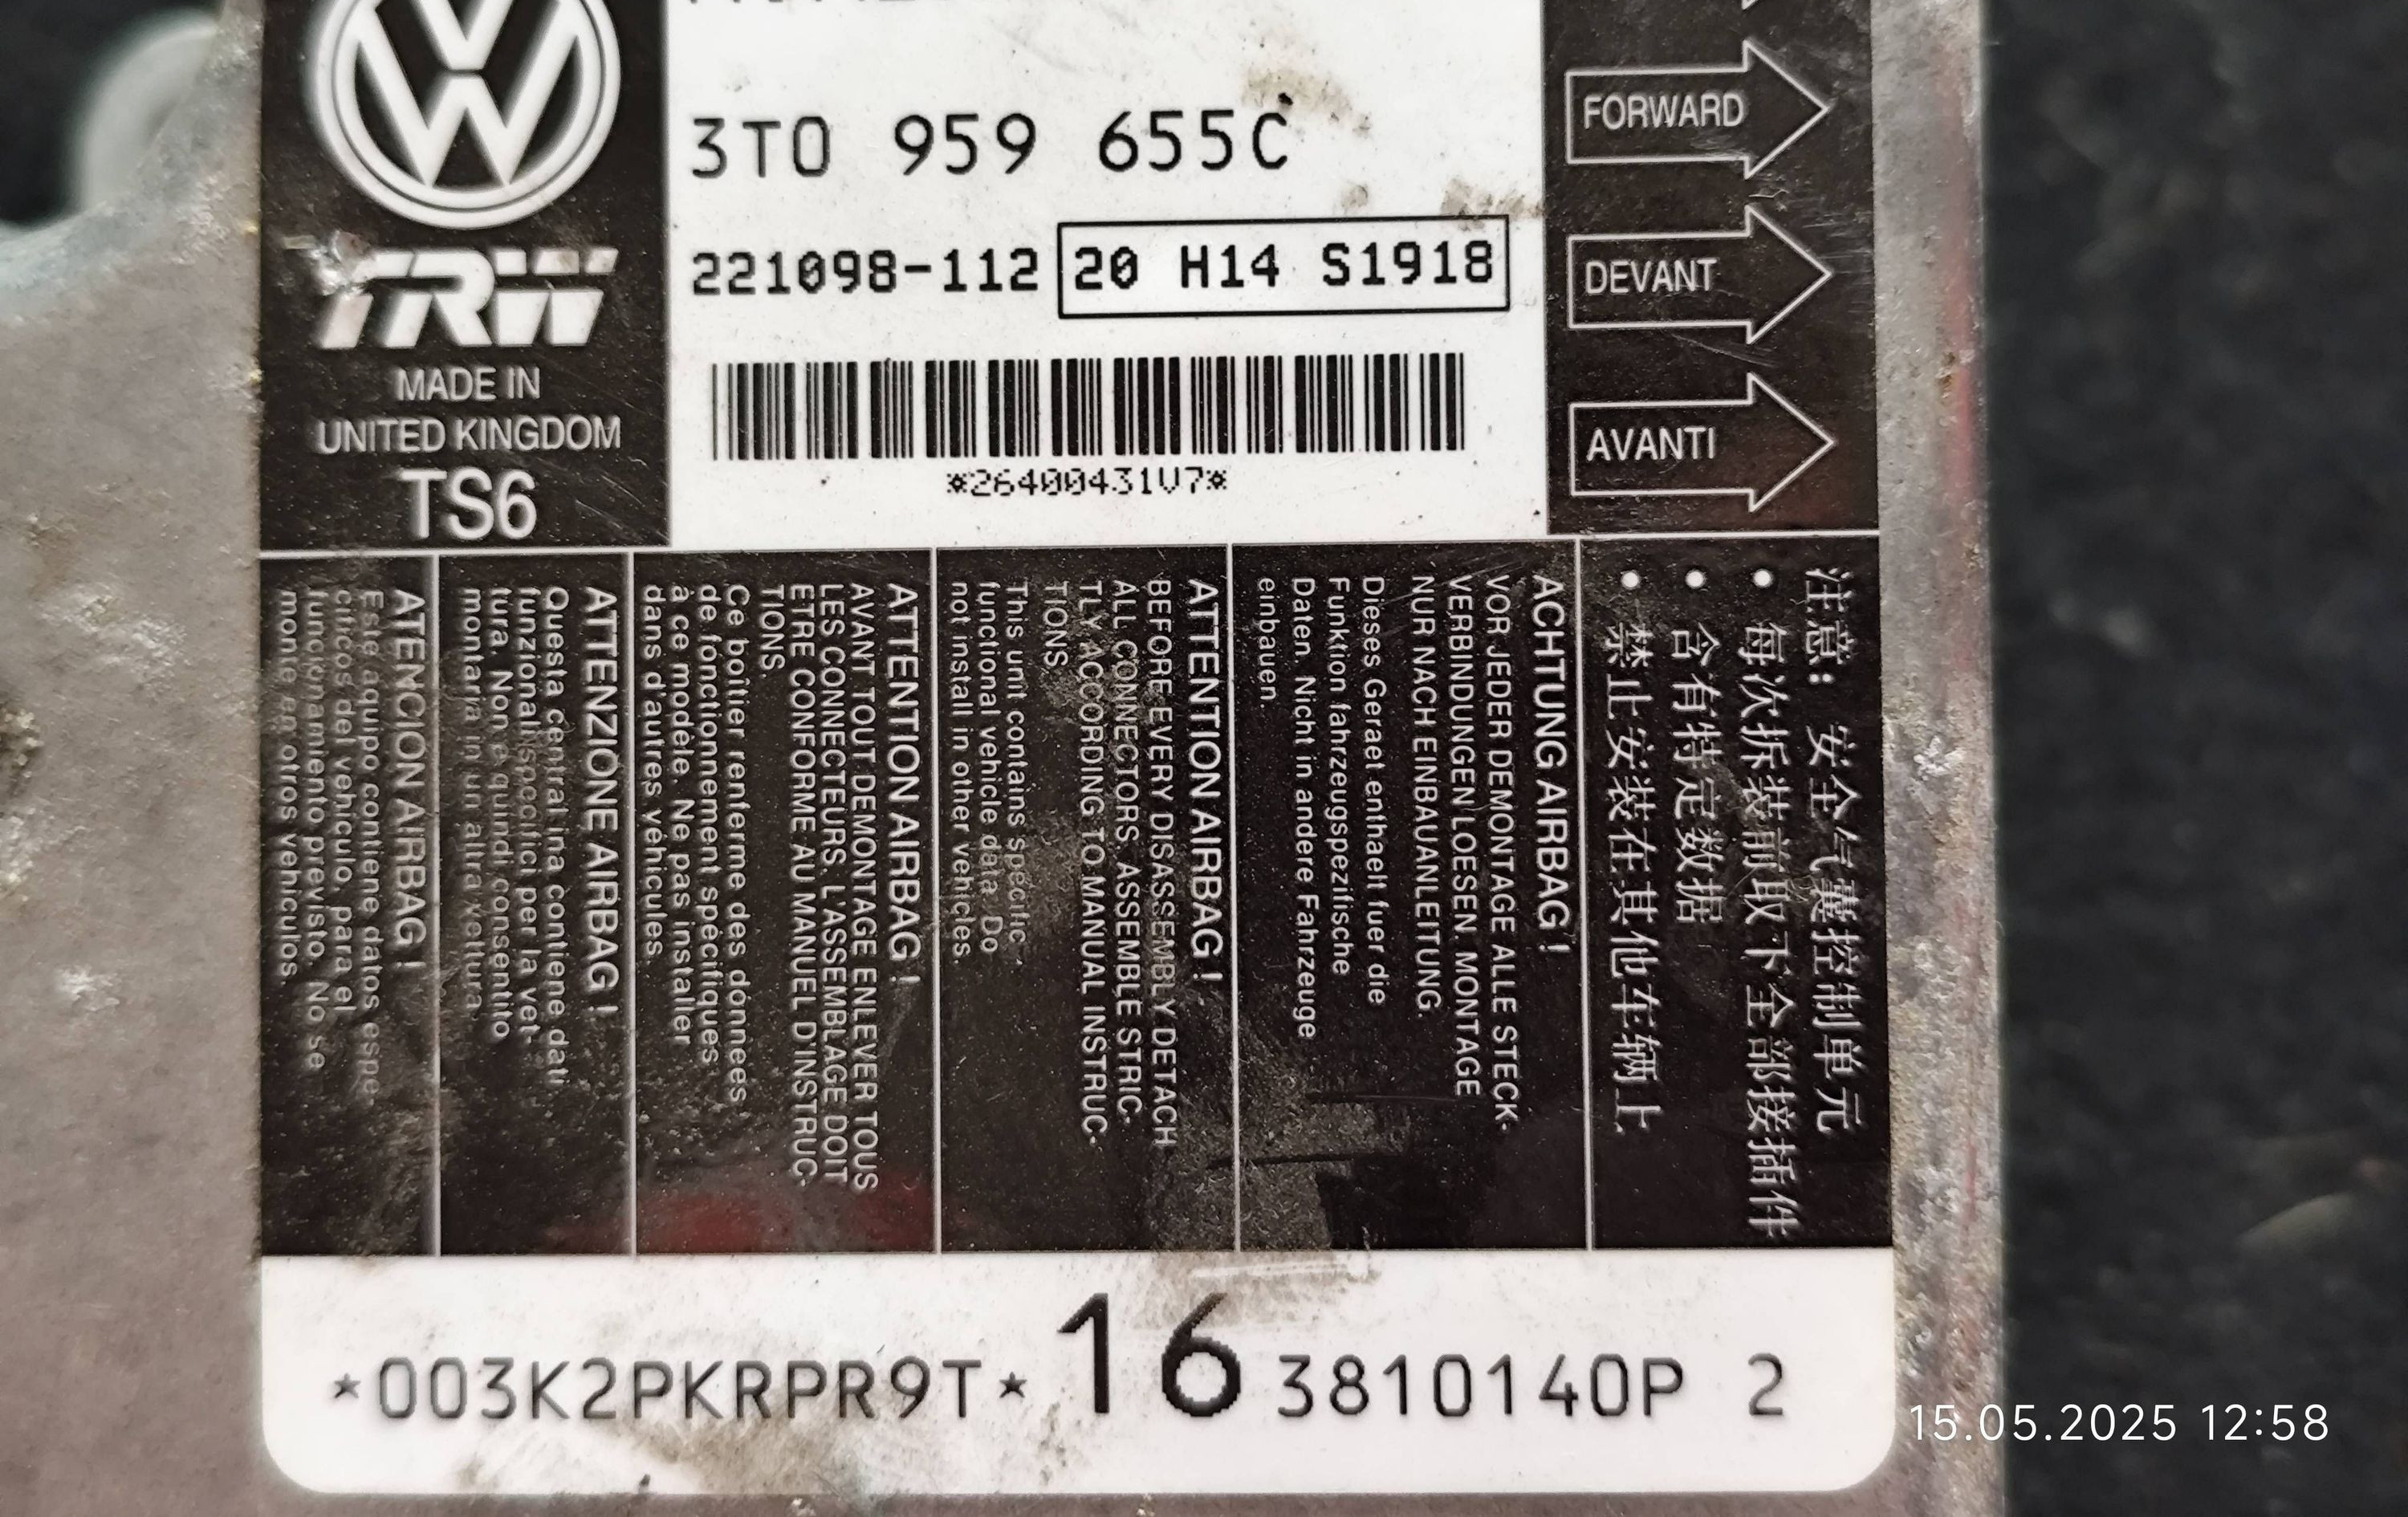 3T0 959 655C
221098-112 20 H14 S1918
*26400431V7*
TRW
MADE IN
UNITED KINGDOM
TS6
FORWARD
DEVANT
AVANTI
注意: 安全气囊控制单元
• 每次拆装前取下全部接插件
• 含有特定数据
• 禁止安装在其他车辆上
ACHTUNG AIRBAG !
VOR JEDER DEMONTAGE ALLE STECK-
VERBINDUNGEN LOESEN. MONTAGE
NUR NACH EINBAUANLEITUNG.
Dieses Geraet enthaelt fuer die
Funktion fahrzeugspezifische
Daten. Nicht in andere Fahrzeuge
einbauen.
ATTENTION AIRBAG !
BEFORE EVERY DISASSEMBLY DETACH
ALL CONNECTORS. ASSEMBLE STRIC-
TLY ACCORDING TO MANUAL INSTRUC-
TIONS
This unit contains specific
functional vehicle data. Do
not install in other vehicles.
ATTENTION AIRBAG !
AVANT TOUT DEMONTAGE ENLEVER TOUS
LES CONNECTEURS. L'ASSEMBLAGE DOIT
ETRE CONFORME AU MANUEL D'INSTRUC-
TIONS.
Ce boîtier renferme des données
de fonctionnement spécifiques
à ce modèle. Ne pas installer
dans d'autres véhicules.
ATTENZIONE AIRBAG !
Questa centralina contiene dati
funzionali specifici per la vet-
tura. Non è quindi consentito
montarla in un altra vettura.
ATENCION AIRBAG !
Este aquipo contiene datos espe-
cificos del vehículo, para el
funcionamiento previsto. No se
monte en otros vehículos.
*003K2PKRPR9T* 16 3810140P 2
15.05.2025 12:58